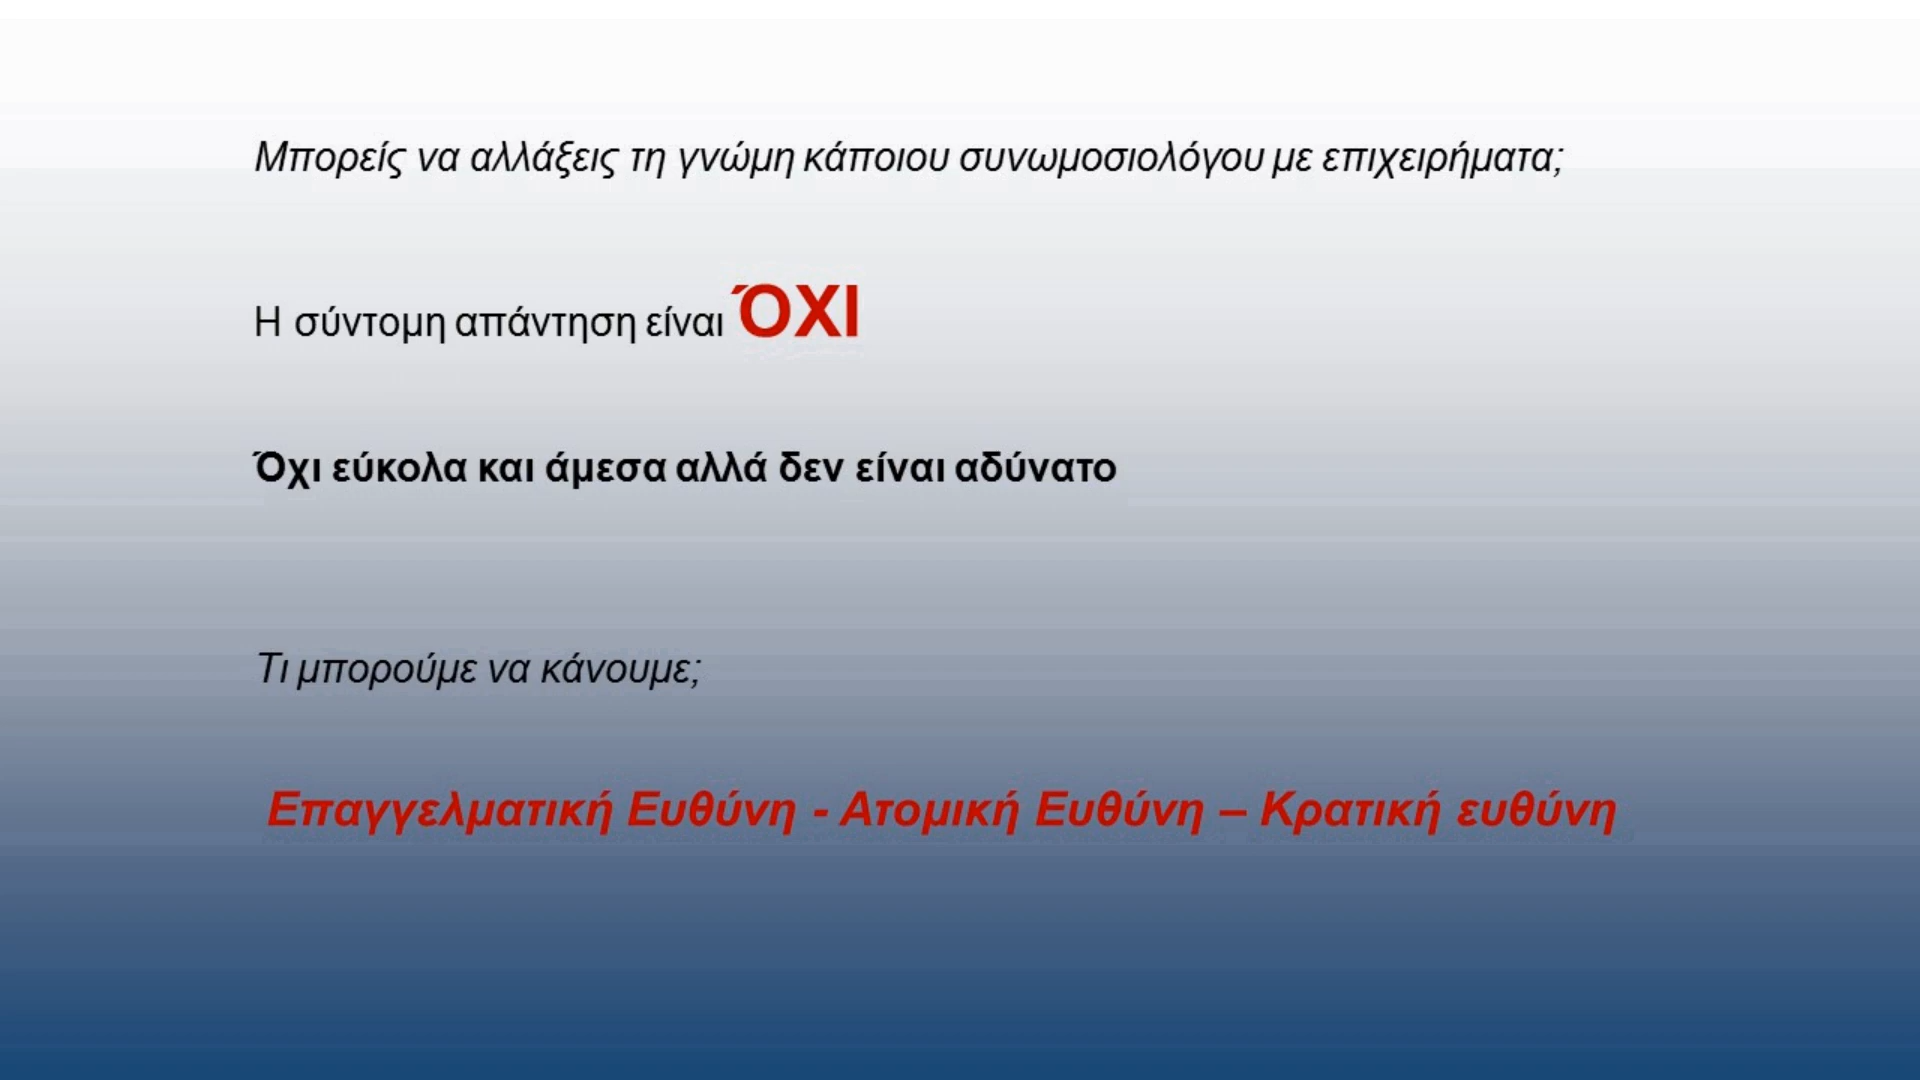 Μπορείς να αλλάξεις τη γνώμη κάποιου συνωμοσιολόγου με επιχειρήματα;
Η σύντομη απάντηση είναι ΌΧΙ
Όχι εύκολα και άμεσα αλλά δεν είναι αδύνατο
Τι μπορούμε να κάνουμε;
Επαγγελματική Ευθύνη - Ατομική Ευθύνη – Κρατική ευθύνη